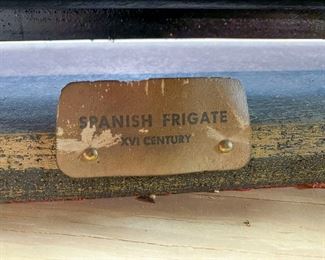 SPANISH FRIGATE
XVI CENTURY